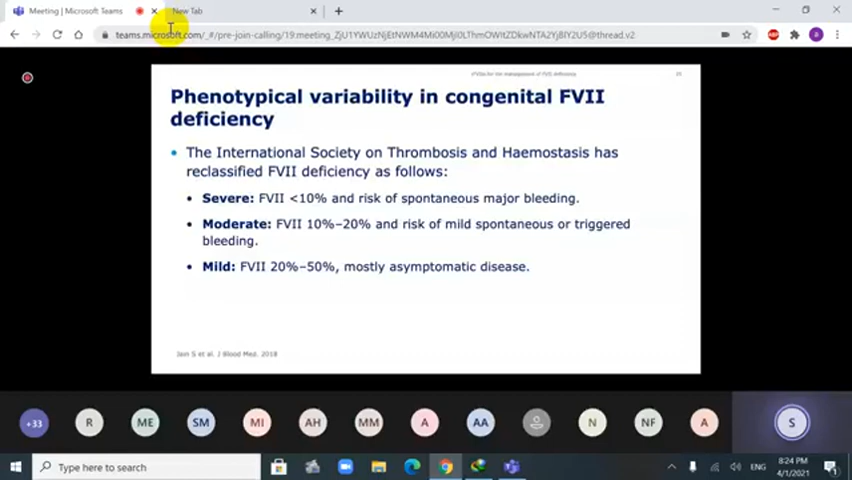 Meeting | Microsoft Teams
New Tab
teams.microsoft.com/_#/pre-join-calling/19:meeting_ZjU1YWUzNjEtNWM4Mi00MjI0LThmOWItZDkwNTA2YjBlY2U5@thread.v2
ABP
Phenotypical variability in congenital FVII
deficiency
• The International Society on Thrombosis and Haemostasis has
reclassified FVII deficiency as follows:
• Severe: FVII <10% and risk of spontaneous major bleeding.
• Moderate: FVII 10%–20% and risk of mild spontaneous or triggered
bleeding.
• Mild: FVII 20%–50%, mostly asymptomatic disease.
Jain S et al. J Blood Med. 2018
+33 R ME SM MI AH MM A AA N NF A S
Type here to search
ENG
8:24 PM
4/1/2021